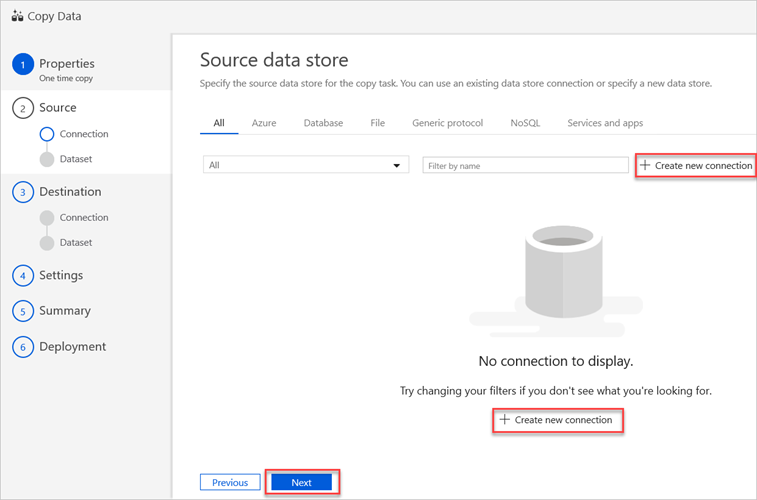 Copy Data
1 Properties
One time copy
2 Source
Connection
Dataset
3 Destination
Connection
Dataset
4 Settings
5 Summary
6 Deployment
Source data store
Specify the source data store for the copy task. You can use an existing data store connection or specify a new data store.
All Azure Database File Generic protocol NoSQL Services and apps
All Filter by name + Create new connection
No connection to display.
Try changing your filters if you don't see what you're looking for.
+ Create new connection
Previous Next